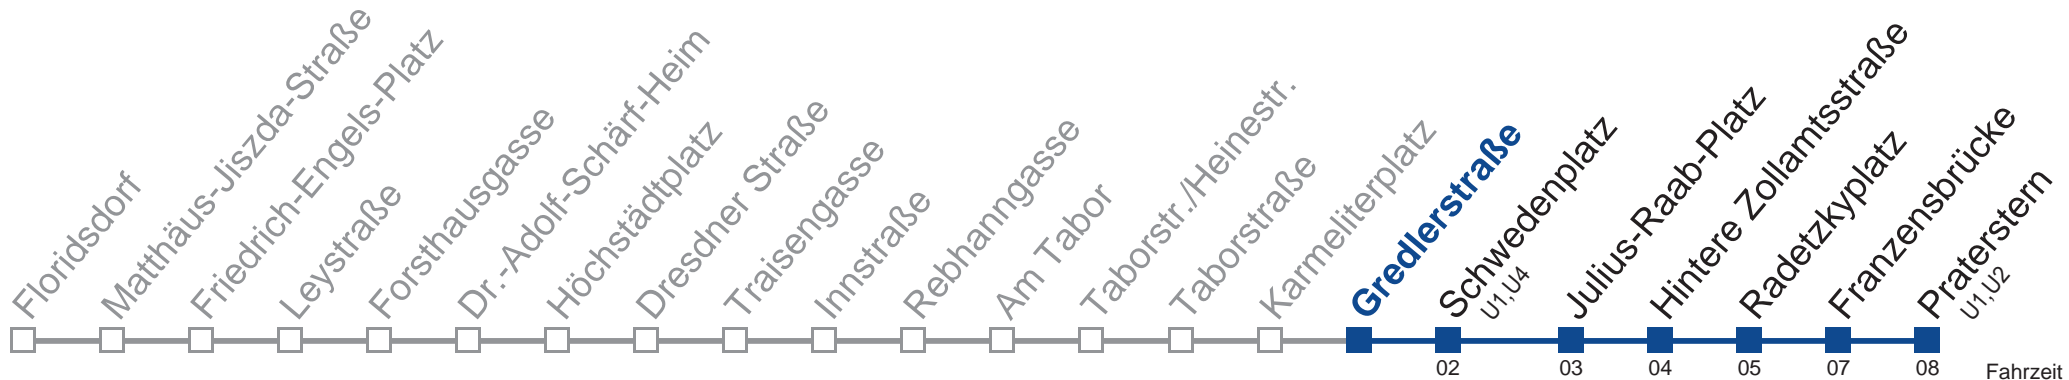 Floridsdorf
Matthäus-Jiszda-Straße
Friedrich-Engels-Platz
Leystraße
Forsthausgasse
Dr.-Adolf-Schärf-Heim
Höchstädtplatz
Dresdner Straße
Traisengasse
Innstraße
Rebhanngasse
Am Tabor
Taborstr./Heinestr.
Taborstraße
Karmeliterplatz
Gredlerstraße
Schwedenplatz
U1,U4
Julius-Raab-Platz
Hintere Zollamtsstraße
Radetzkyplatz
Franzensbrücke
Praterstern
U1,U2
02 03 04 05 07 08 Fahrzeit